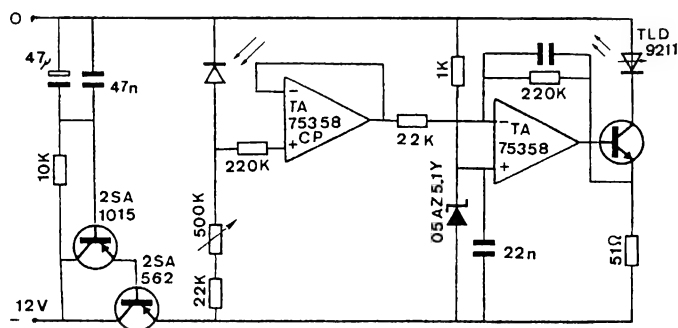 O
47μ
47n
10K
2SA
1015
2SA
562
-
12V
220K
500K
22K
-
TA
75358
+
CP
22K
1K
05AZ5.1Y
22n
220K
-
TA
75358
+
TLD
9211
51Ω